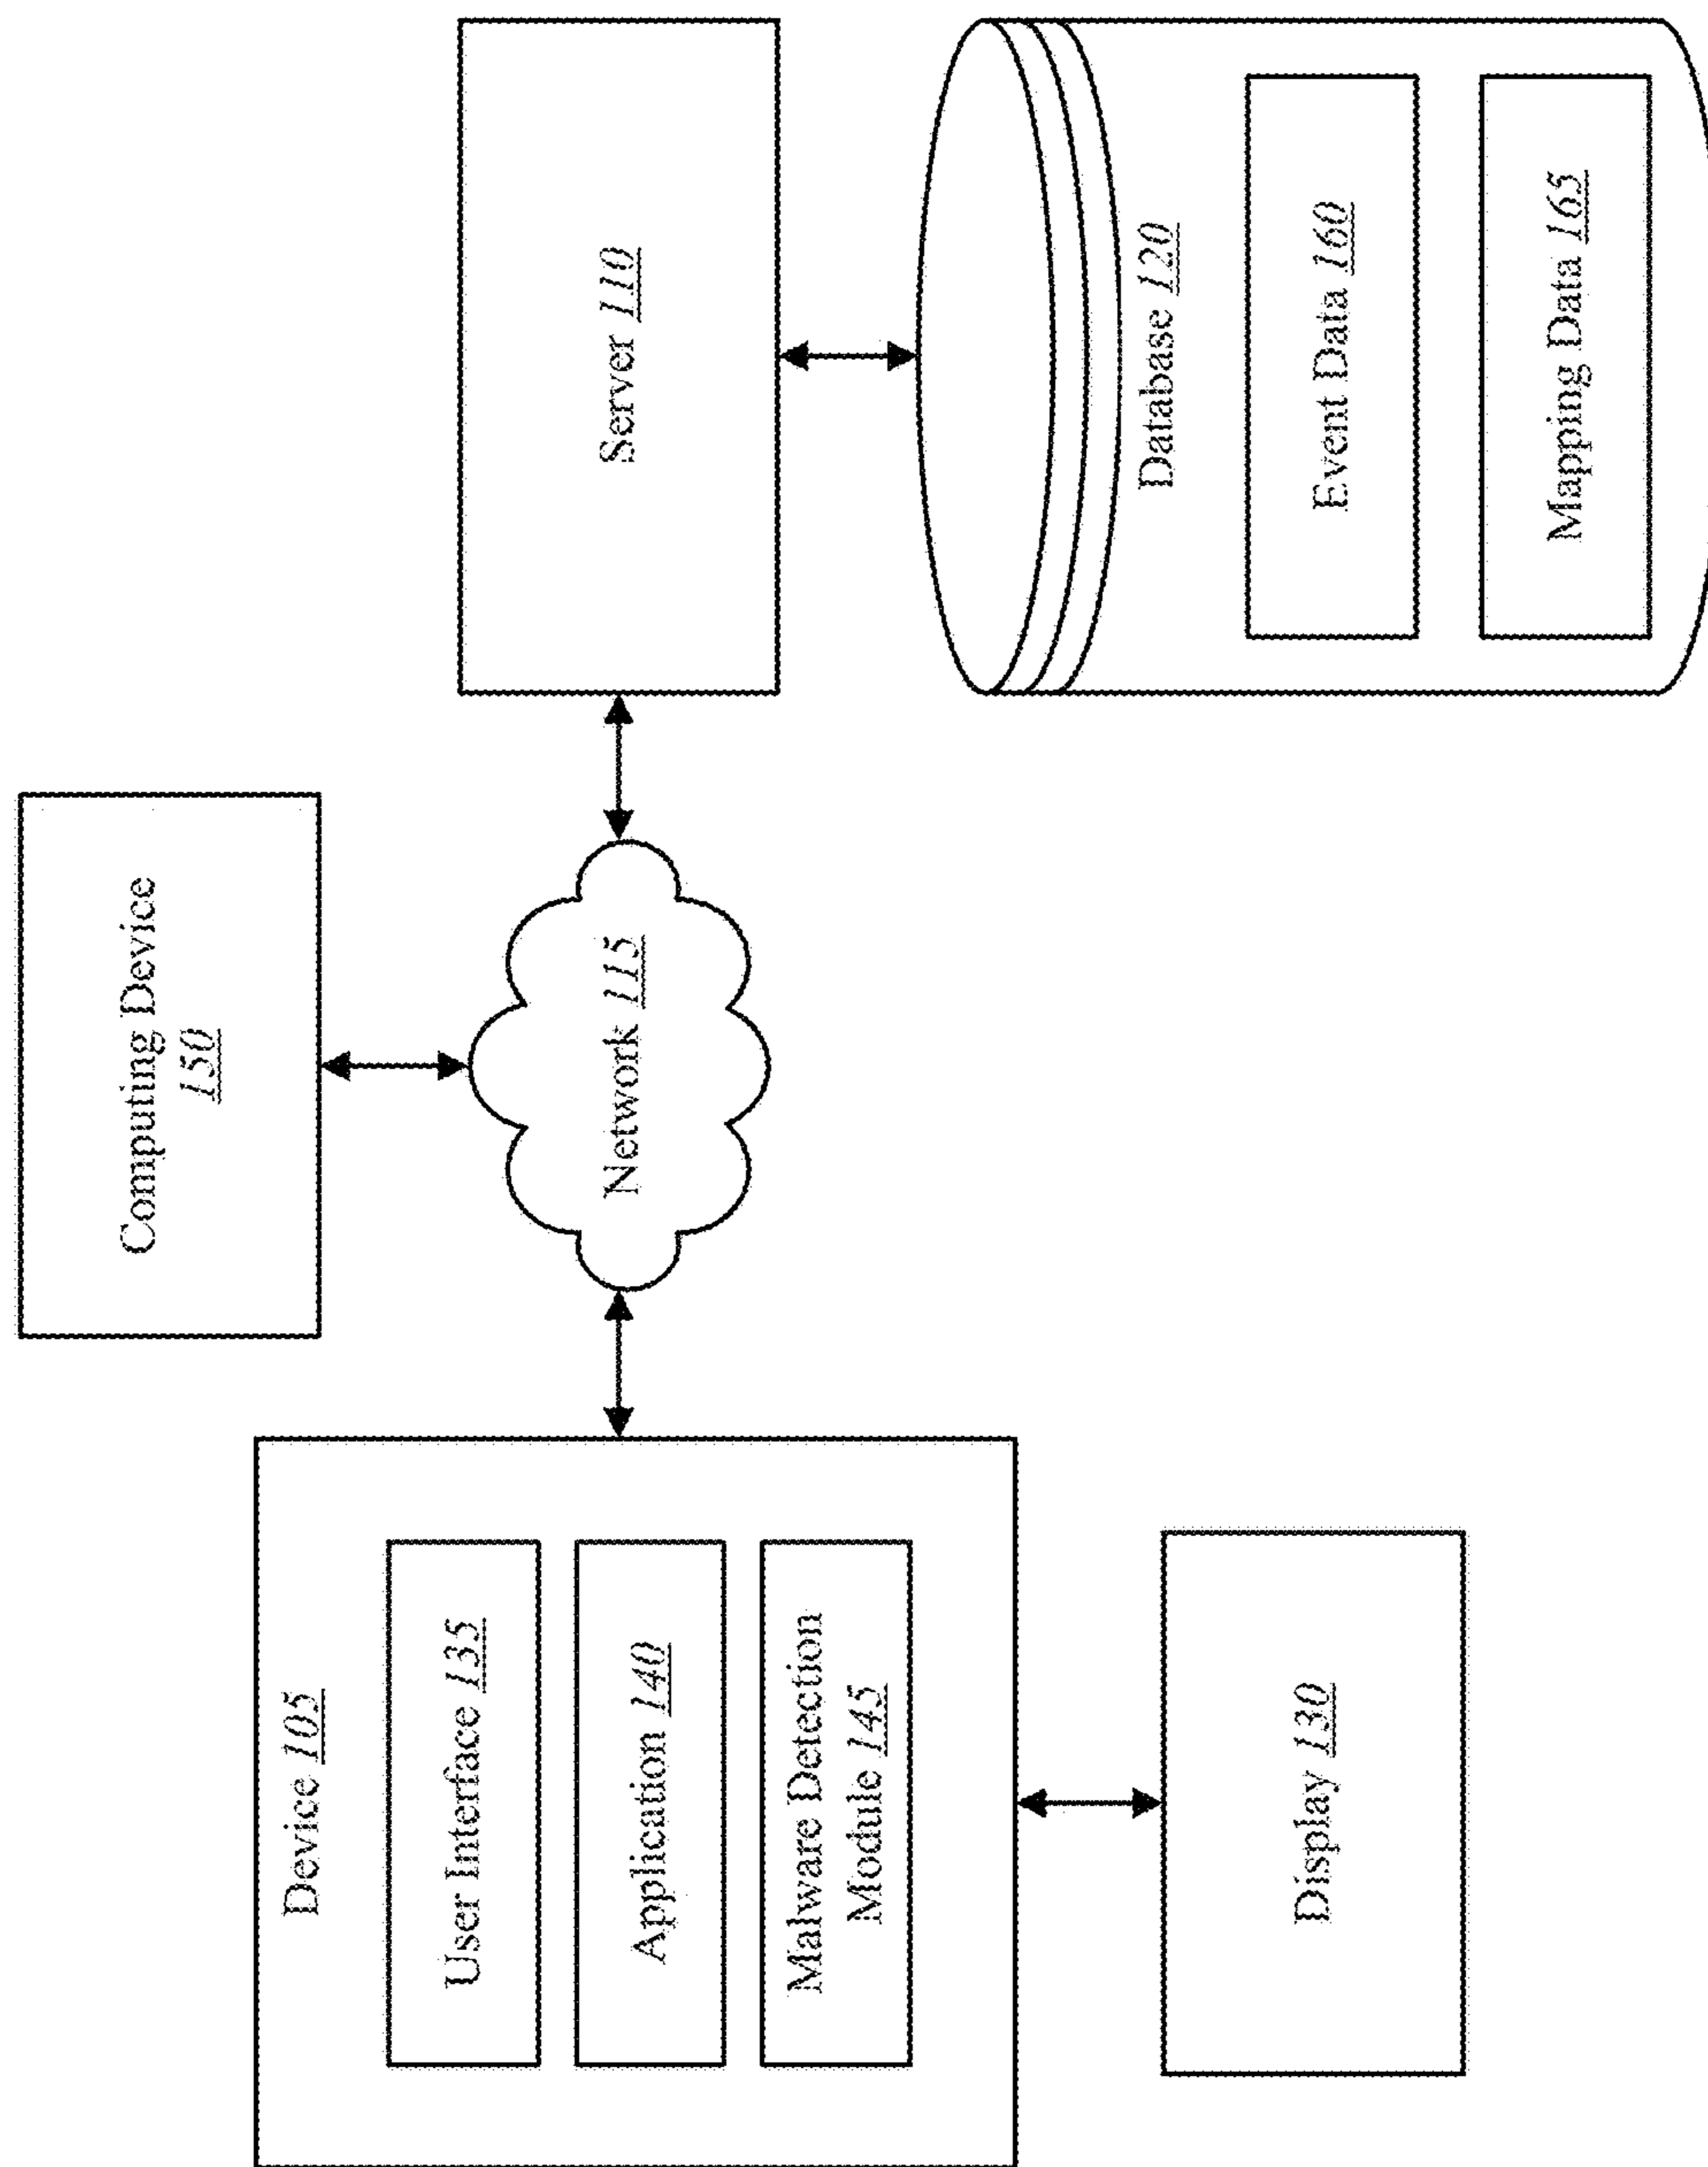 Computing Device
150
Device 105
User Interface 135
Application 140
Malware Detection
Module 145
Network 115
Server 110
Display 130
Database 120
Event Data 160
Mapping Data 165